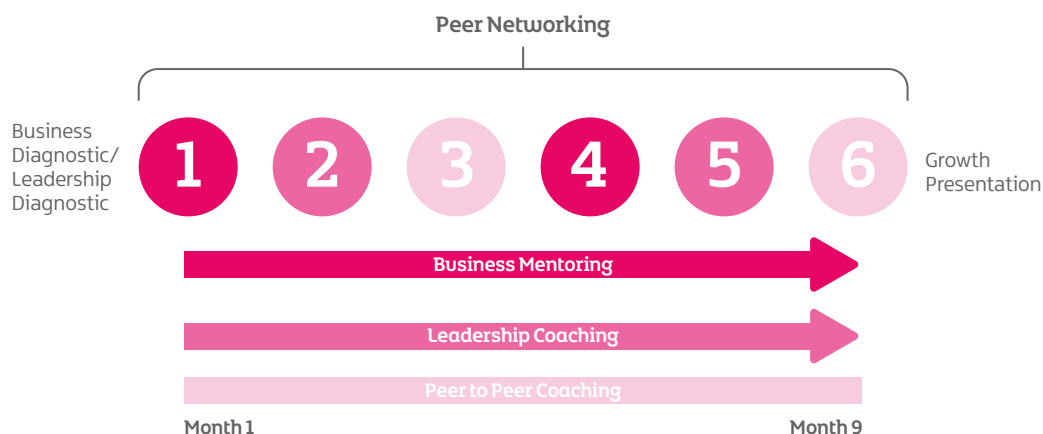 Peer Networking
Business
Diagnostic/
Leadership
Diagnostic
1
2
3
4
5
6
Growth
Presentation
Business Mentoring
Leadership Coaching
Peer to Peer Coaching
Month 1
Month 9